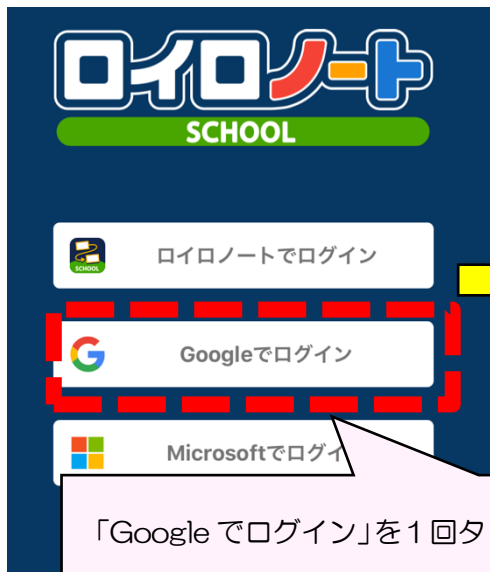 ロイロノート
SCHOOL
SCHOOL
ロイロノートでログイン
Googleでログイン
Microsoftでログイ
「Google でログイン」を1回タ